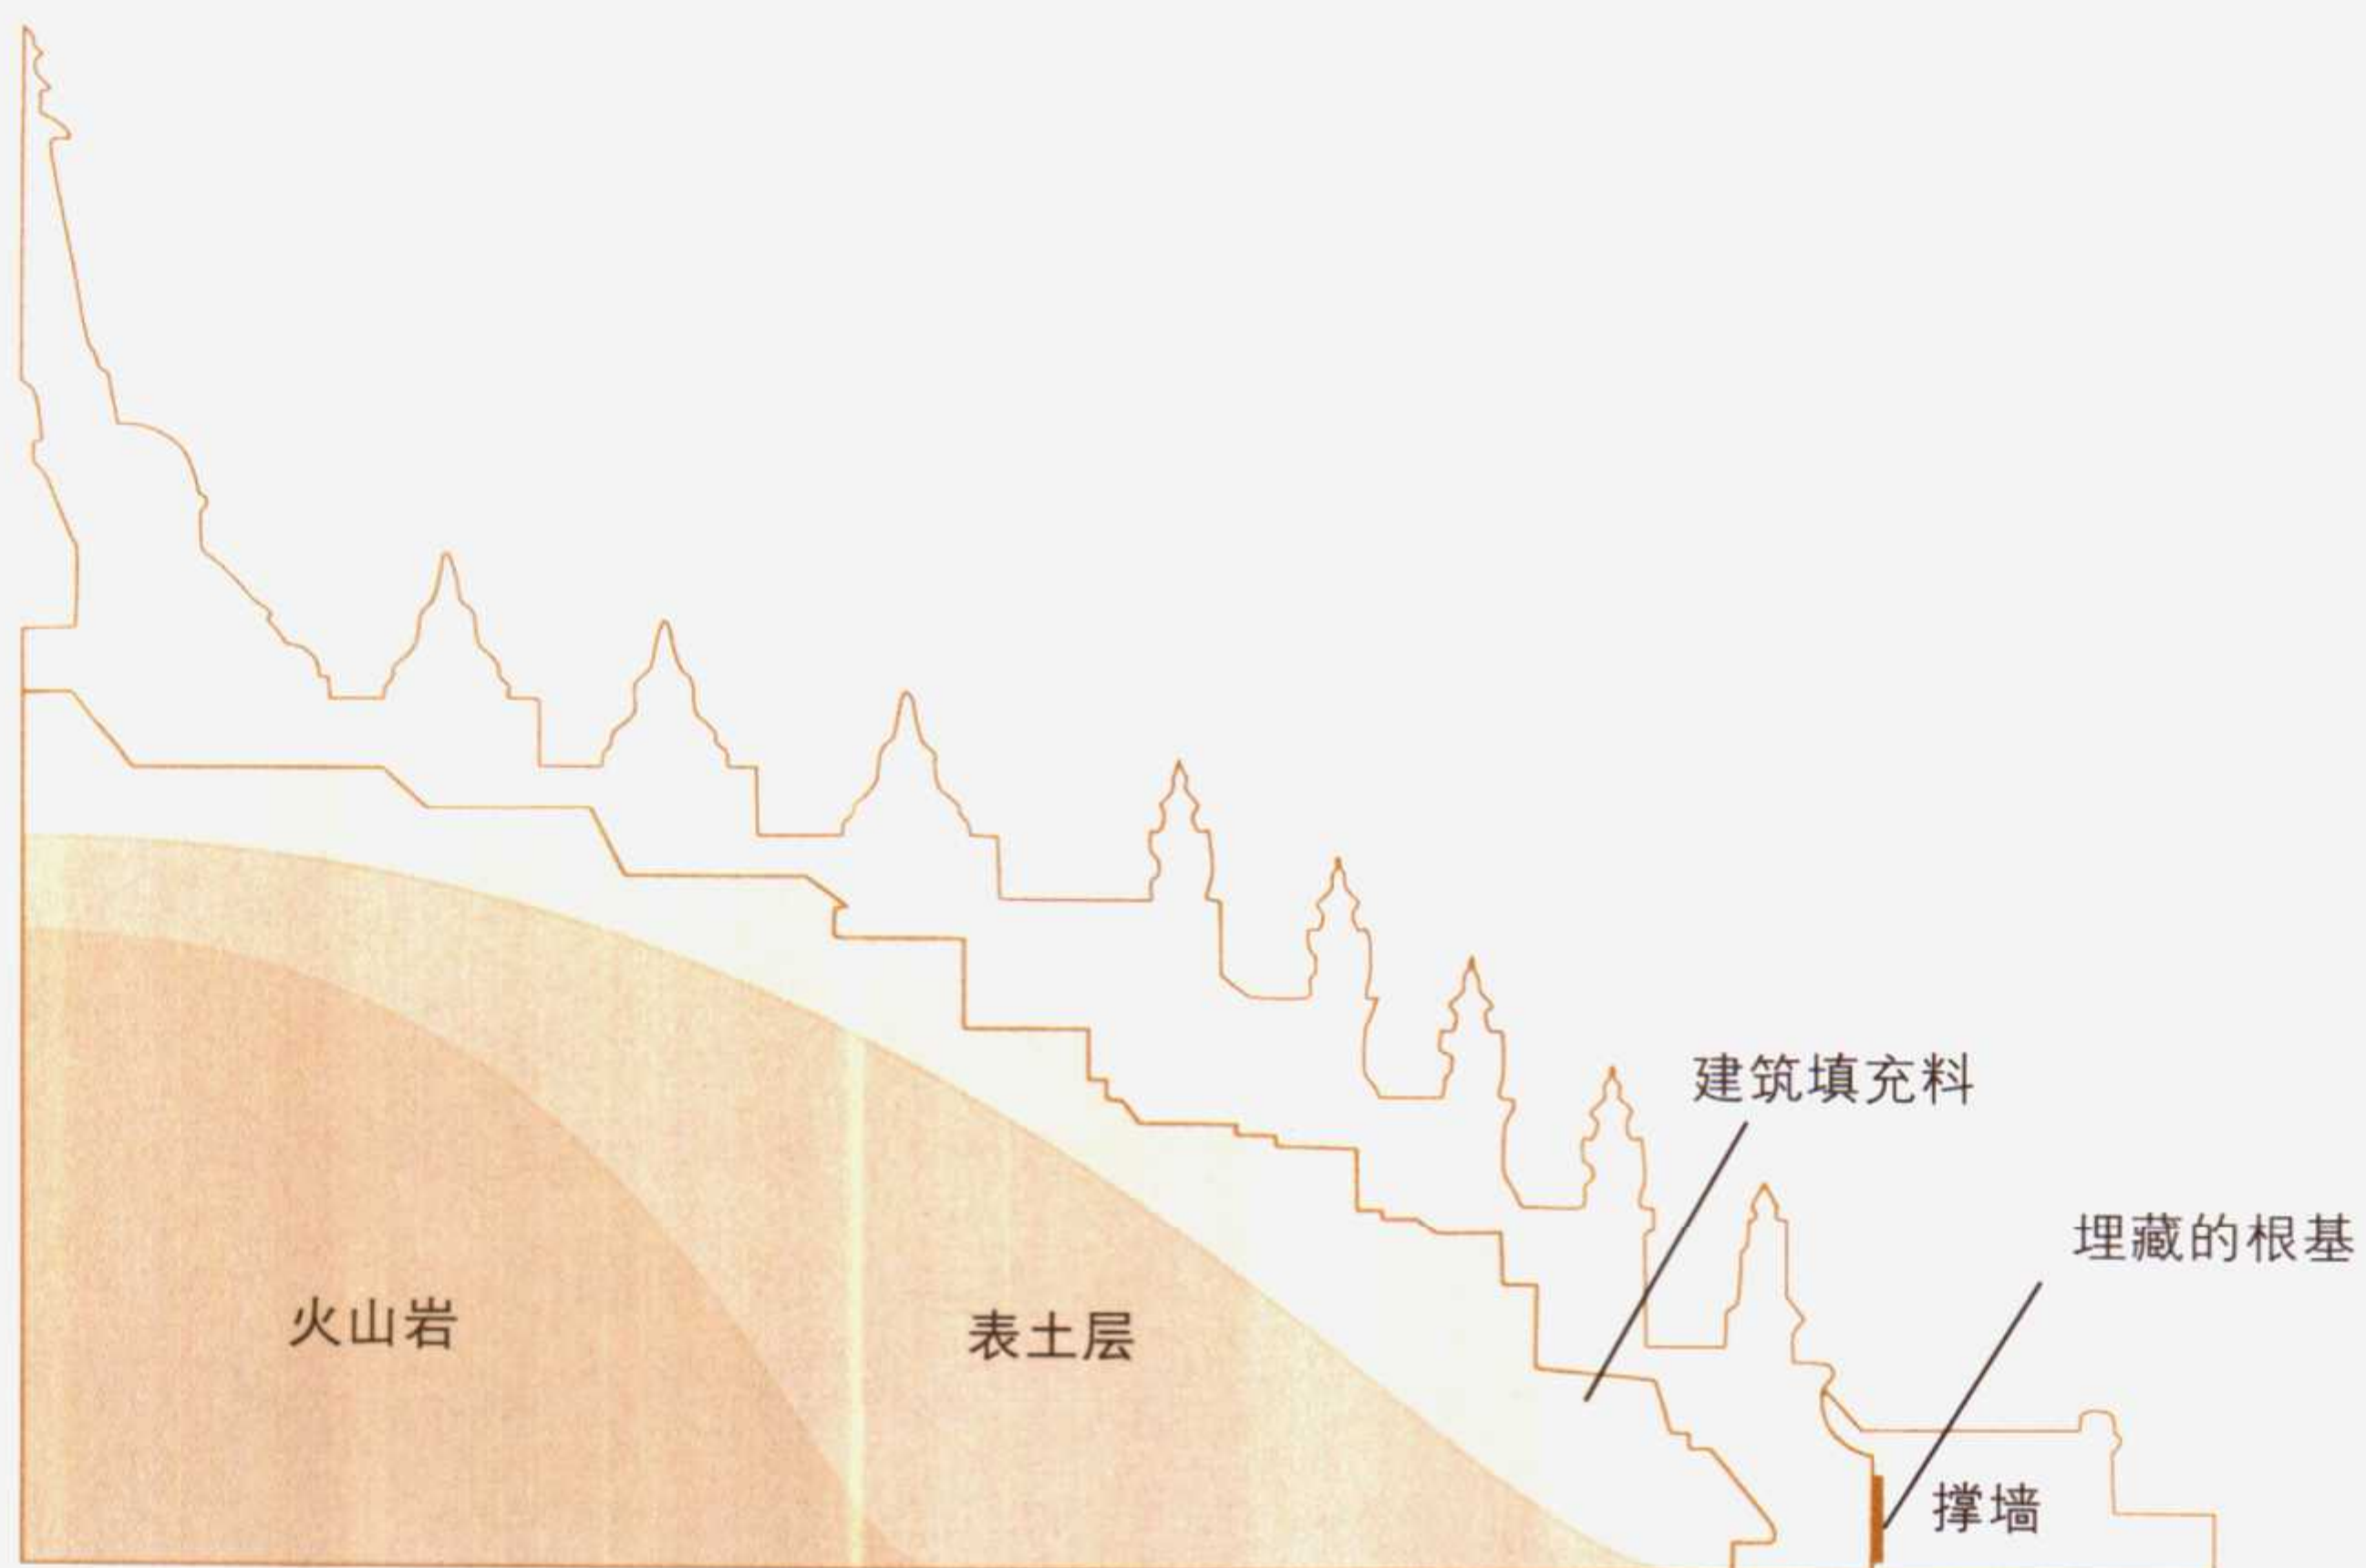 建筑填充料
埋藏的根基
火山岩
表土层
撑墙